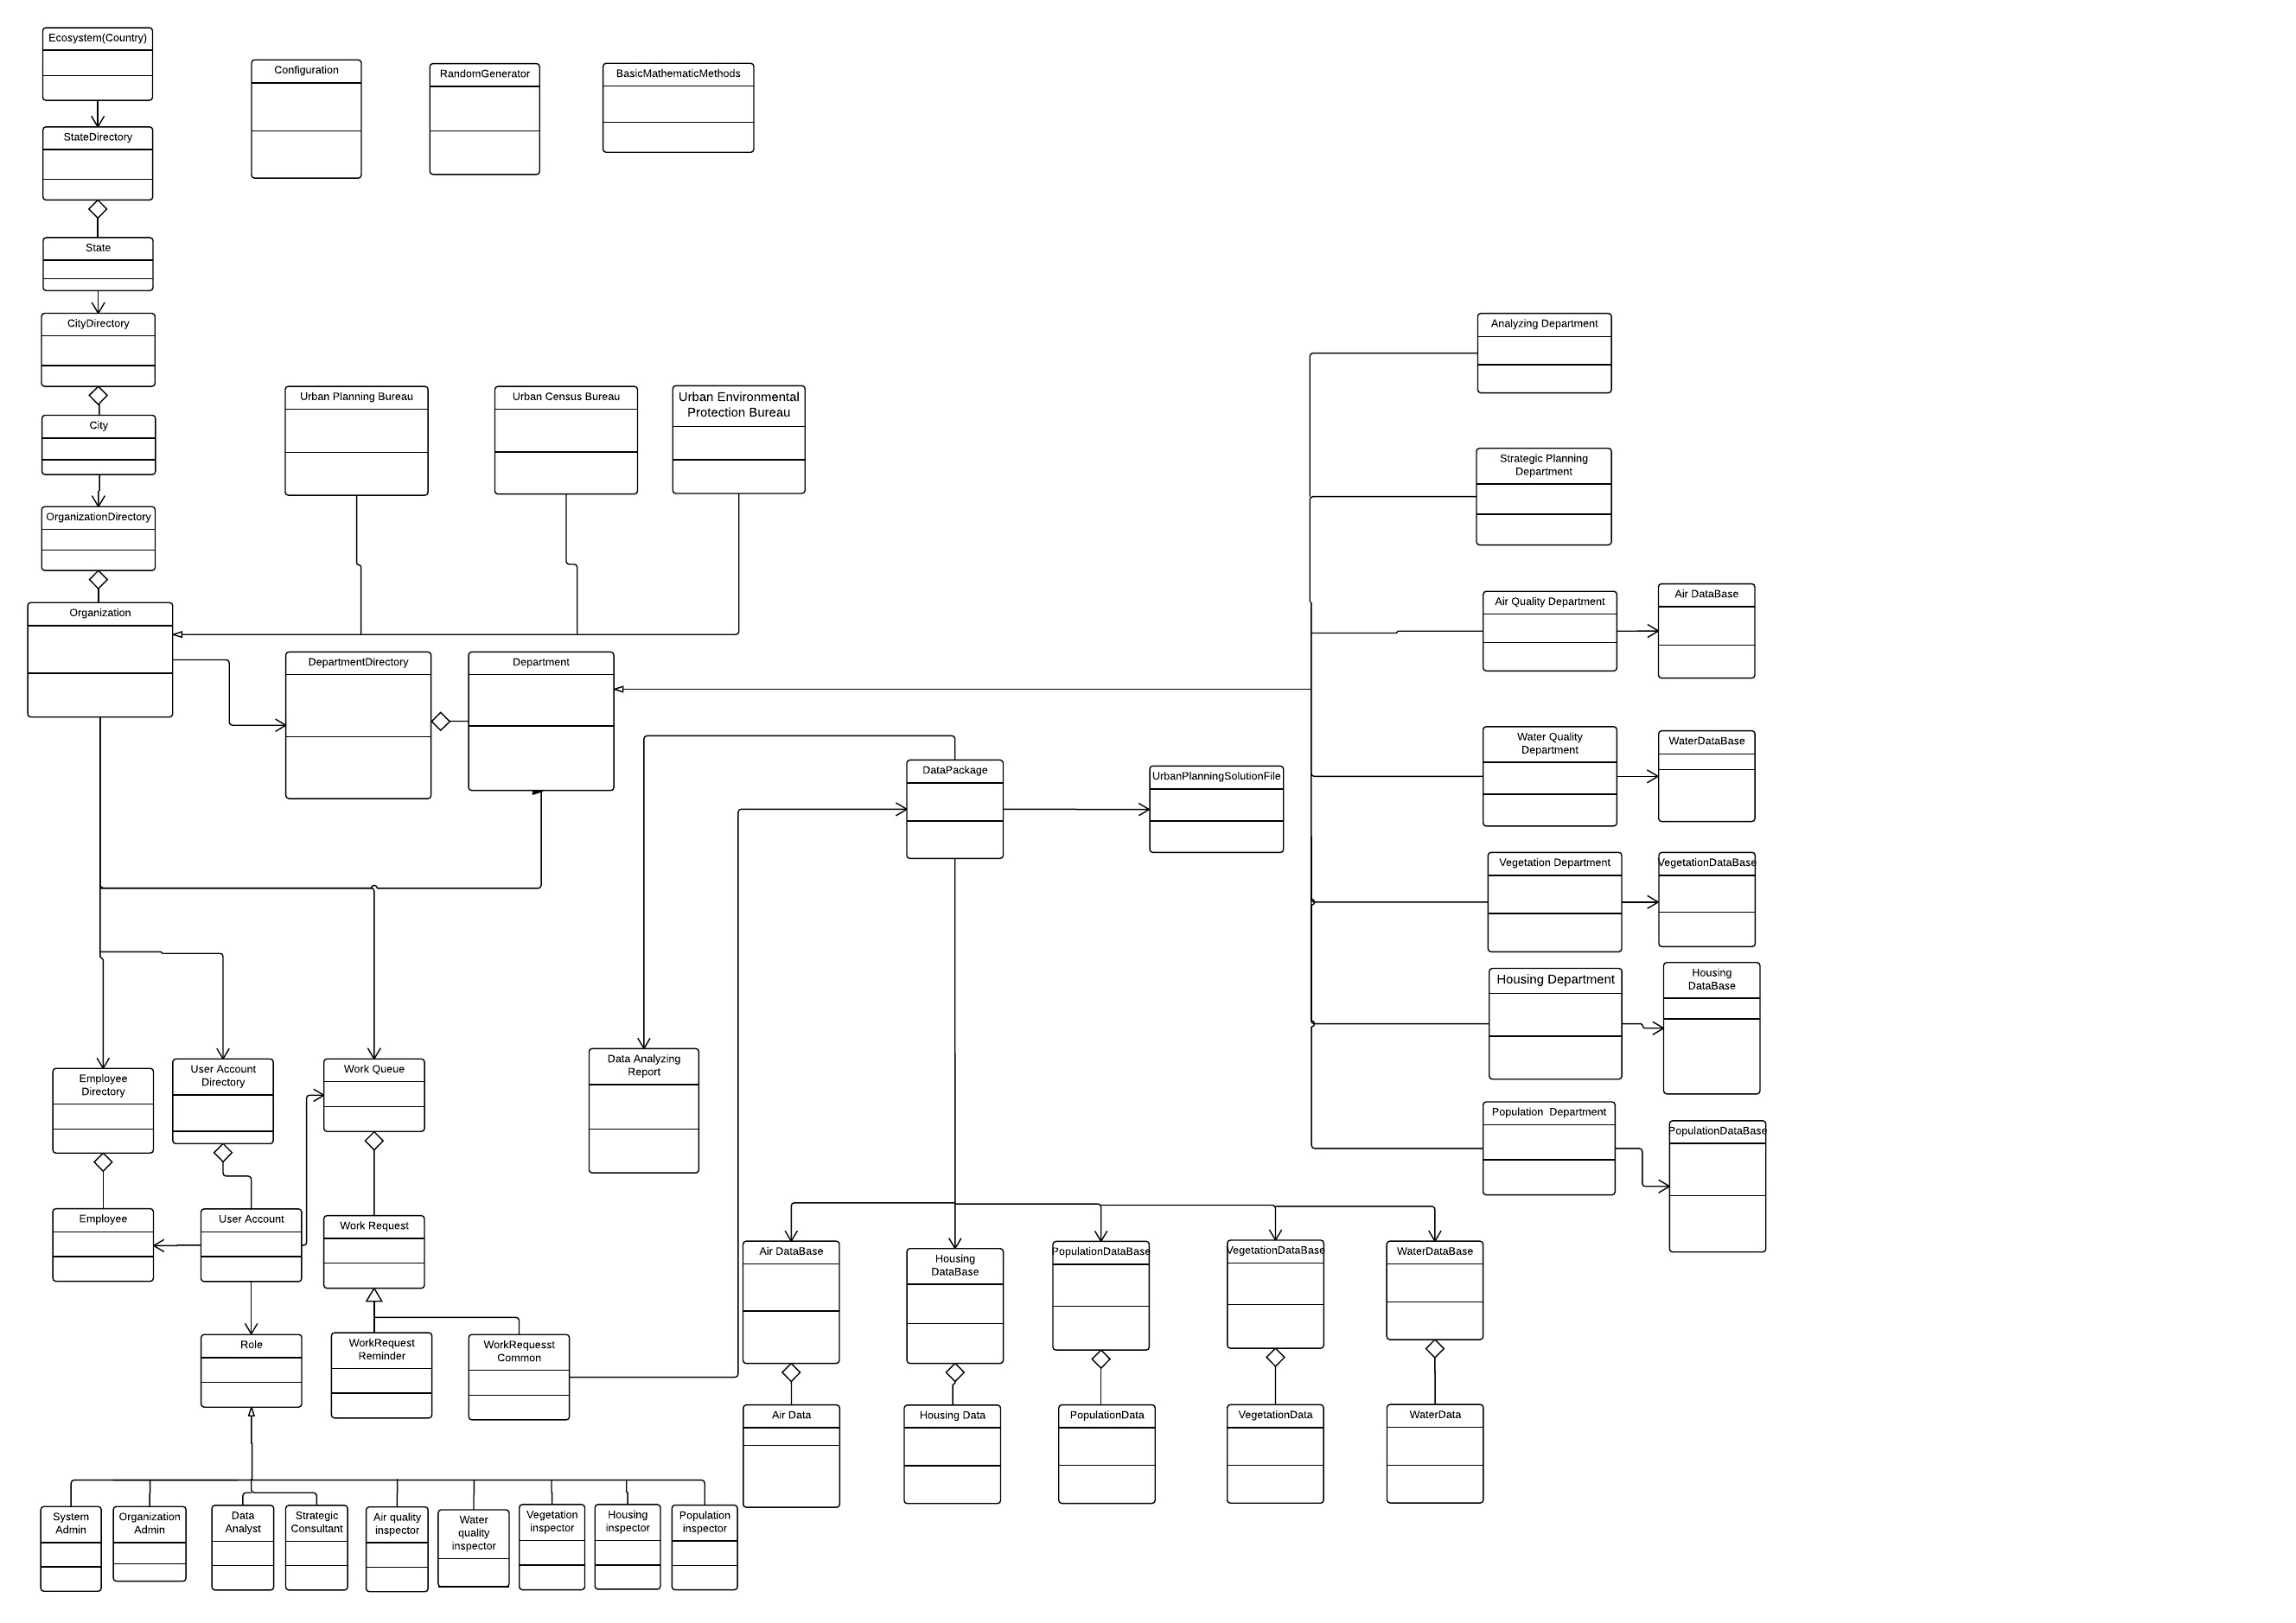 Ecosystem(Country)
Configuration
RandomGenerator
BasicMathematicMethods
StateDirectory
State
CityDirectory
City
OrganizationDirectory
Organization
Urban Planning Bureau
Urban Census Bureau
Urban Environmental
Protection Bureau
DepartmentDirectory
Department
Analyzing Department
Strategic Planning
Department
Air Quality Department
Air DataBase
Water Quality
Department
WaterDataBase
Vegetation Department
VegetationDataBase
Housing Department
Housing
DataBase
Population  Department
PopulationDataBase
DataPackage
UrbanPlanningSolutionFile
Data Analyzing
Report
Employee
Directory
User Account
Directory
Work Queue
Employee
User Account
Work Request
Role
WorkRequest
Reminder
WorkRequesst
Common
Air DataBase
Housing
DataBase
PopulationDataBase
VegetationDataBase
WaterDataBase
Air Data
Housing Data
PopulationData
VegetationData
WaterData
System
Admin
Organization
Admin
Data
Analyst
Strategic
Consultant
Air quality
inspector
Water
quality
inspector
Vegetation
inspector
Housing
inspector
Population
inspector